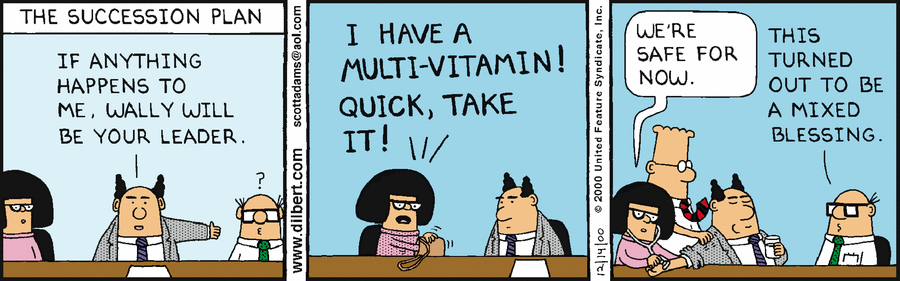 THE SUCCESSION PLAN
IF ANYTHING
HAPPENS TO
ME, WALLY WILL
BE YOUR LEADER.
?
www.dilbert.com
scottadams@aol.com
I HAVE A
MULTI-VITAMIN!
QUICK, TAKE
IT!
12/14/00 © 2000 United Feature Syndicate, Inc.
WE'RE
SAFE FOR
NOW.
THIS
TURNED
OUT TO BE
A MIXED
BLESSING.